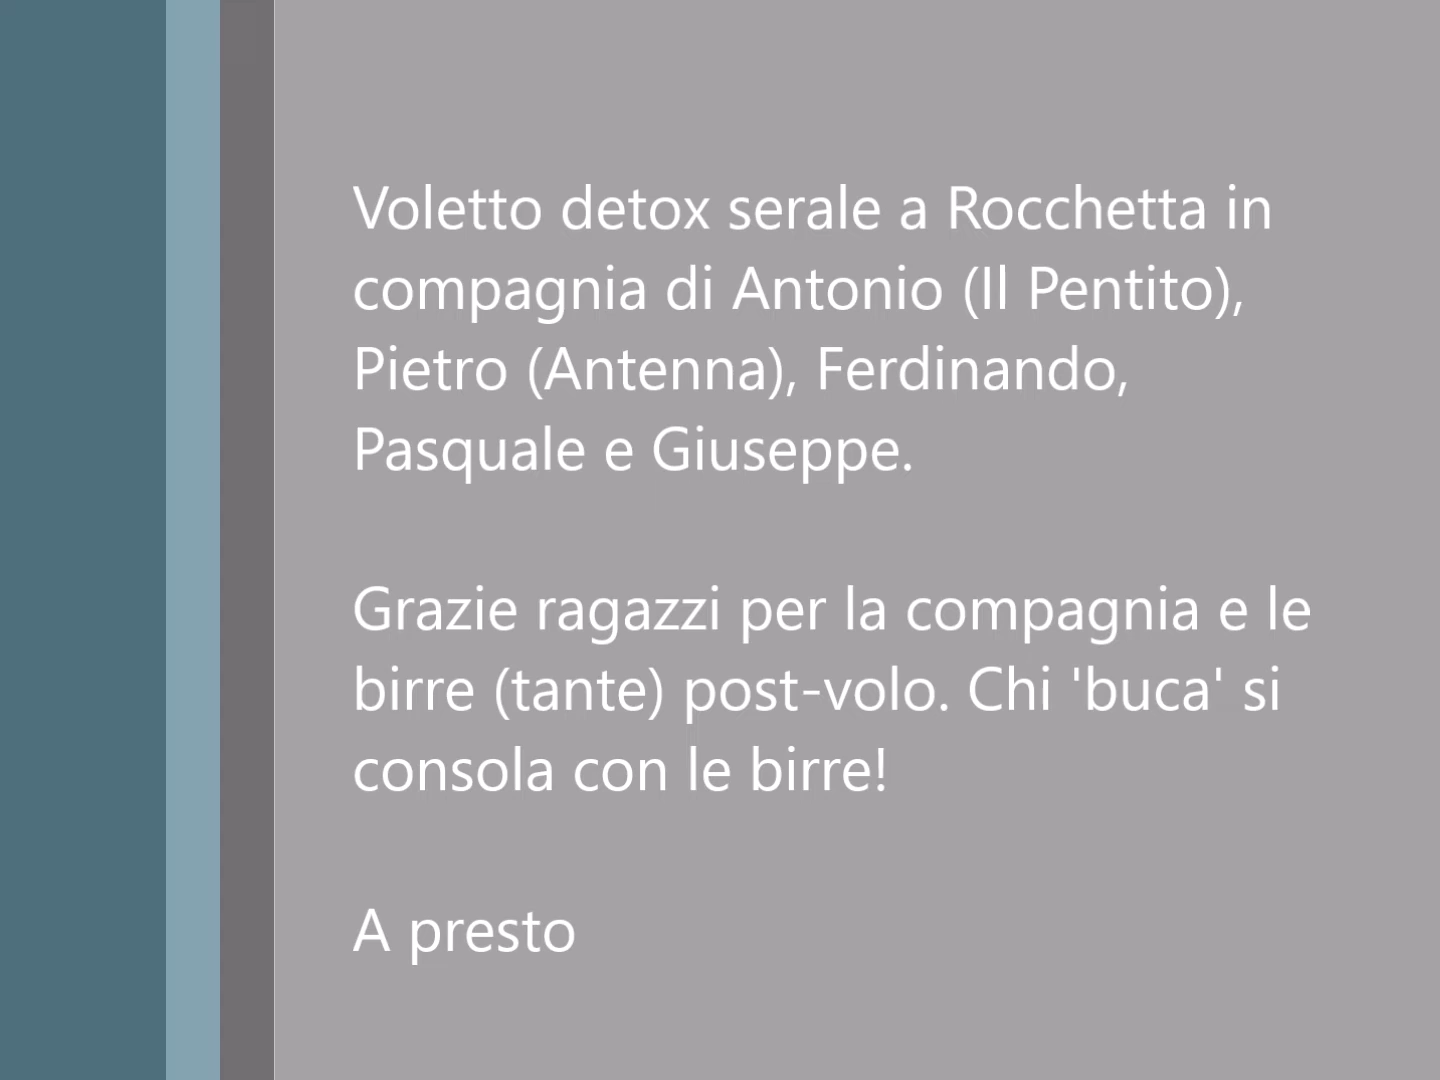 Voletto detox serale a Rocchetta in
compagnia di Antonio (Il Pentito),
Pietro (Antenna), Ferdinando,
Pasquale e Giuseppe.
Grazie ragazzi per la compagnia e le
birre (tante) post-volo. Chi 'buca' si
consola con le birre!
A presto